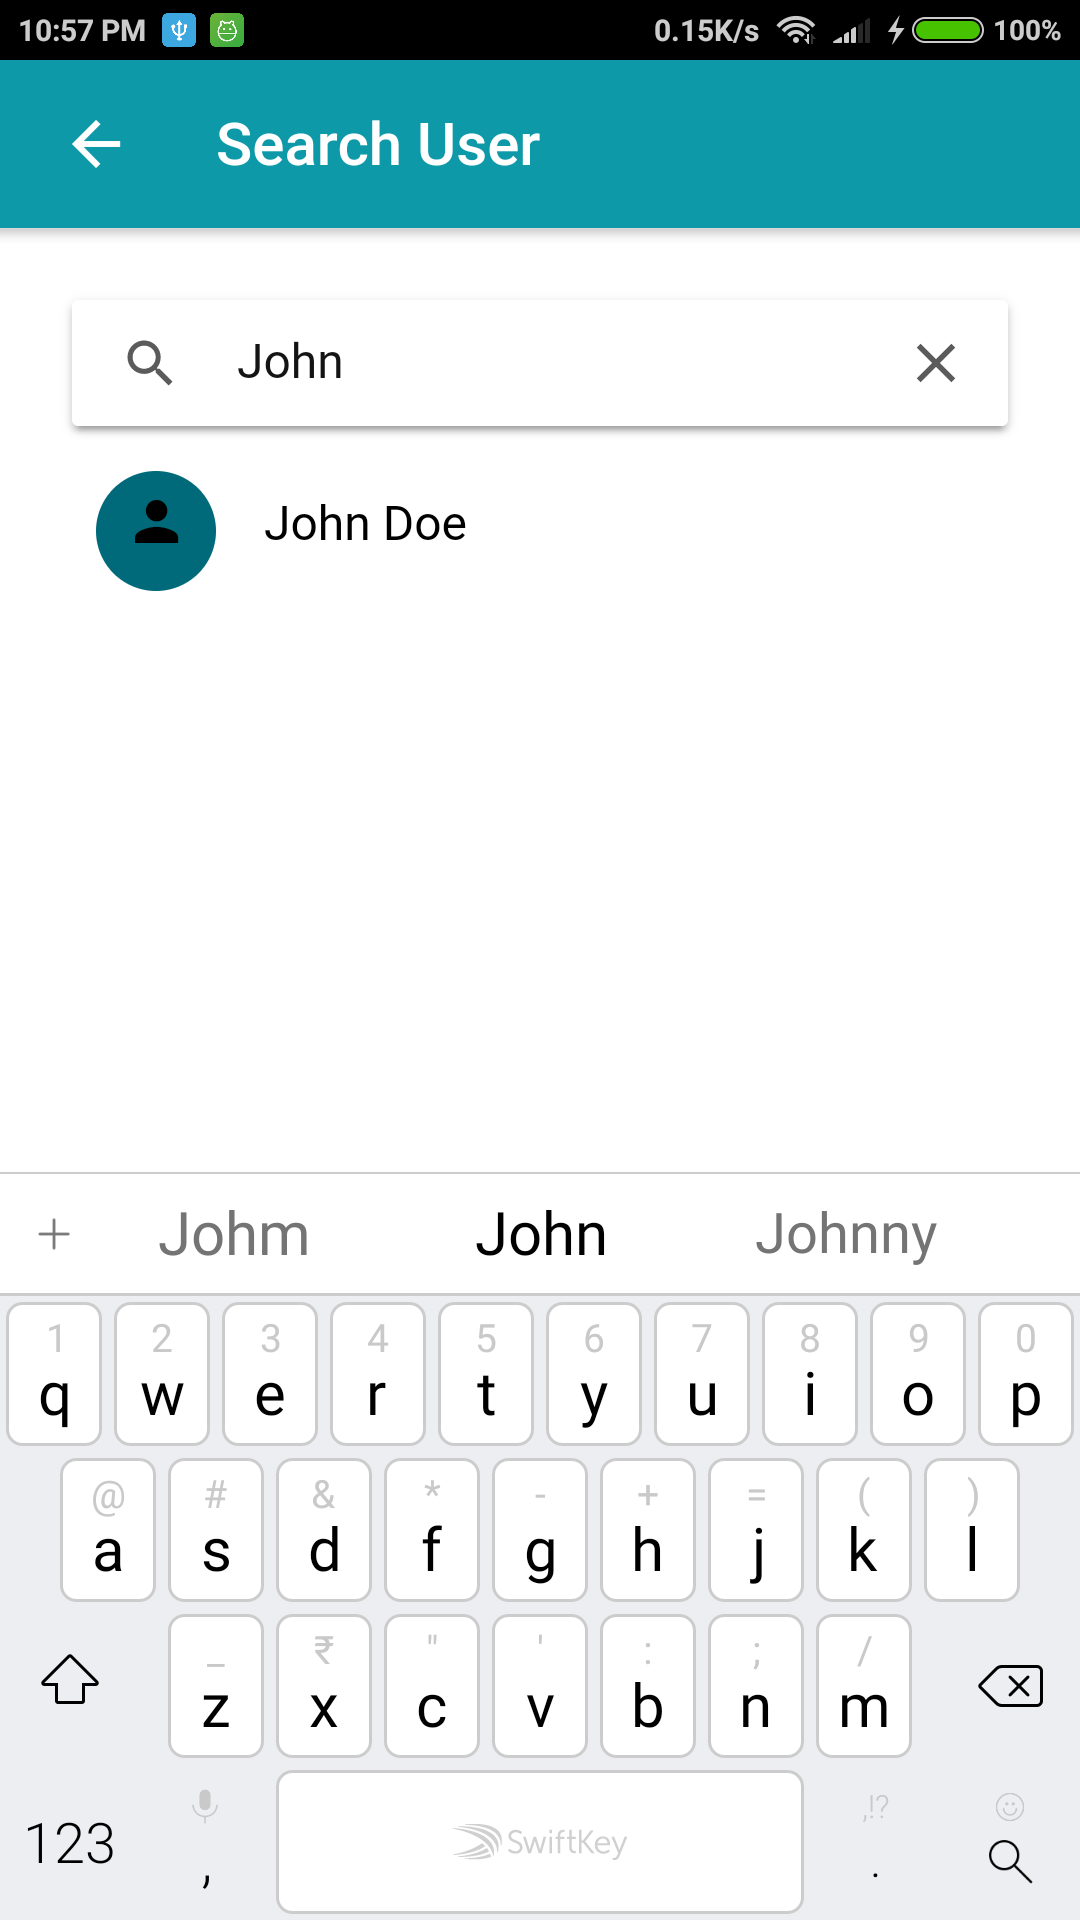 10:57 PM 0.15K/s 100%
Search User
John
John Doe
Johm John Johnny
1 2 3 4 5 6 7 8 9 0
q w e r t y u i o p
@ # & * - + = ( )
a s d f g h j k l
_ ₹ " ' : ; /
z x c v b n m
,!?
123 , SwiftKey .